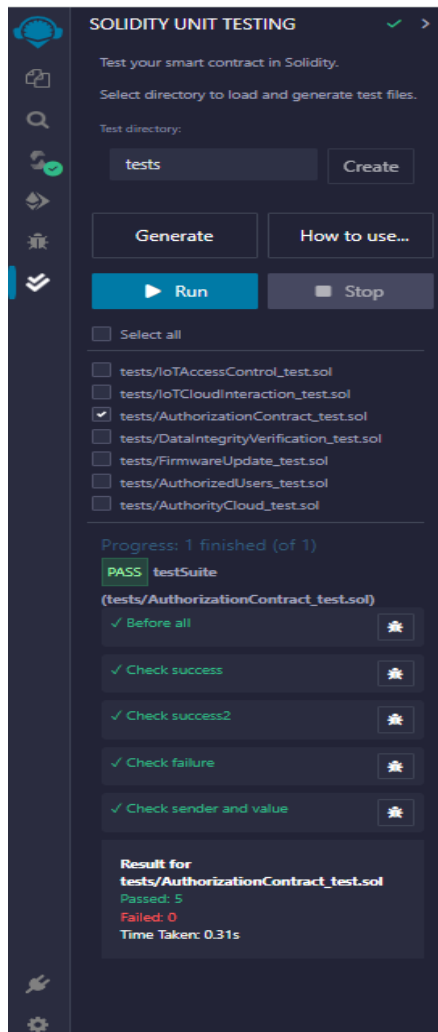 SOLIDITY UNIT TESTING
Test your smart contract in Solidity.
Select directory to load and generate test files.
Test directory:
tests
Create
Generate
How to use...
Run
Stop
Select all
tests/IoTAccessControl_test.sol
tests/IoTCloudInteraction_test.sol
tests/AuthorizationContract_test.sol
tests/DataIntegrityVerification_test.sol
tests/FirmwareUpdate_test.sol
tests/AuthorizedUsers_test.sol
tests/AuthorityCloud_test.sol
Progress: 1 finished (of 1)
PASS testSuite
(tests/AuthorizationContract_test.sol)
✓ Before all
✓ Check success
✓ Check success2
✓ Check failure
✓ Check sender and value
Result for
tests/AuthorizationContract_test.sol
Passed: 5
Failed: 0
Time Taken: 0.31s